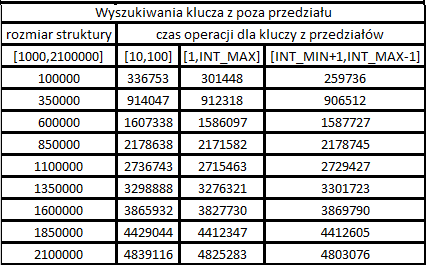 Wyszukiwania klucza z poza przedziału
rozmiar struktury czas operacji dla kluczy z przedziałów
[1000,2100000] [10,100] [1,INT_MAX] [INT_MIN+1,INT_MAX-1]
100000 336753 301448 259736
350000 914047 912318 906512
600000 1607338 1586097 1587727
850000 2178638 2171582 2178745
1100000 2736743 2715463 2729427
1350000 3298888 3276321 3301723
1600000 3865932 3827730 3869790
1850000 4429044 4412347 4412605
2100000 4839116 4825283 4803076